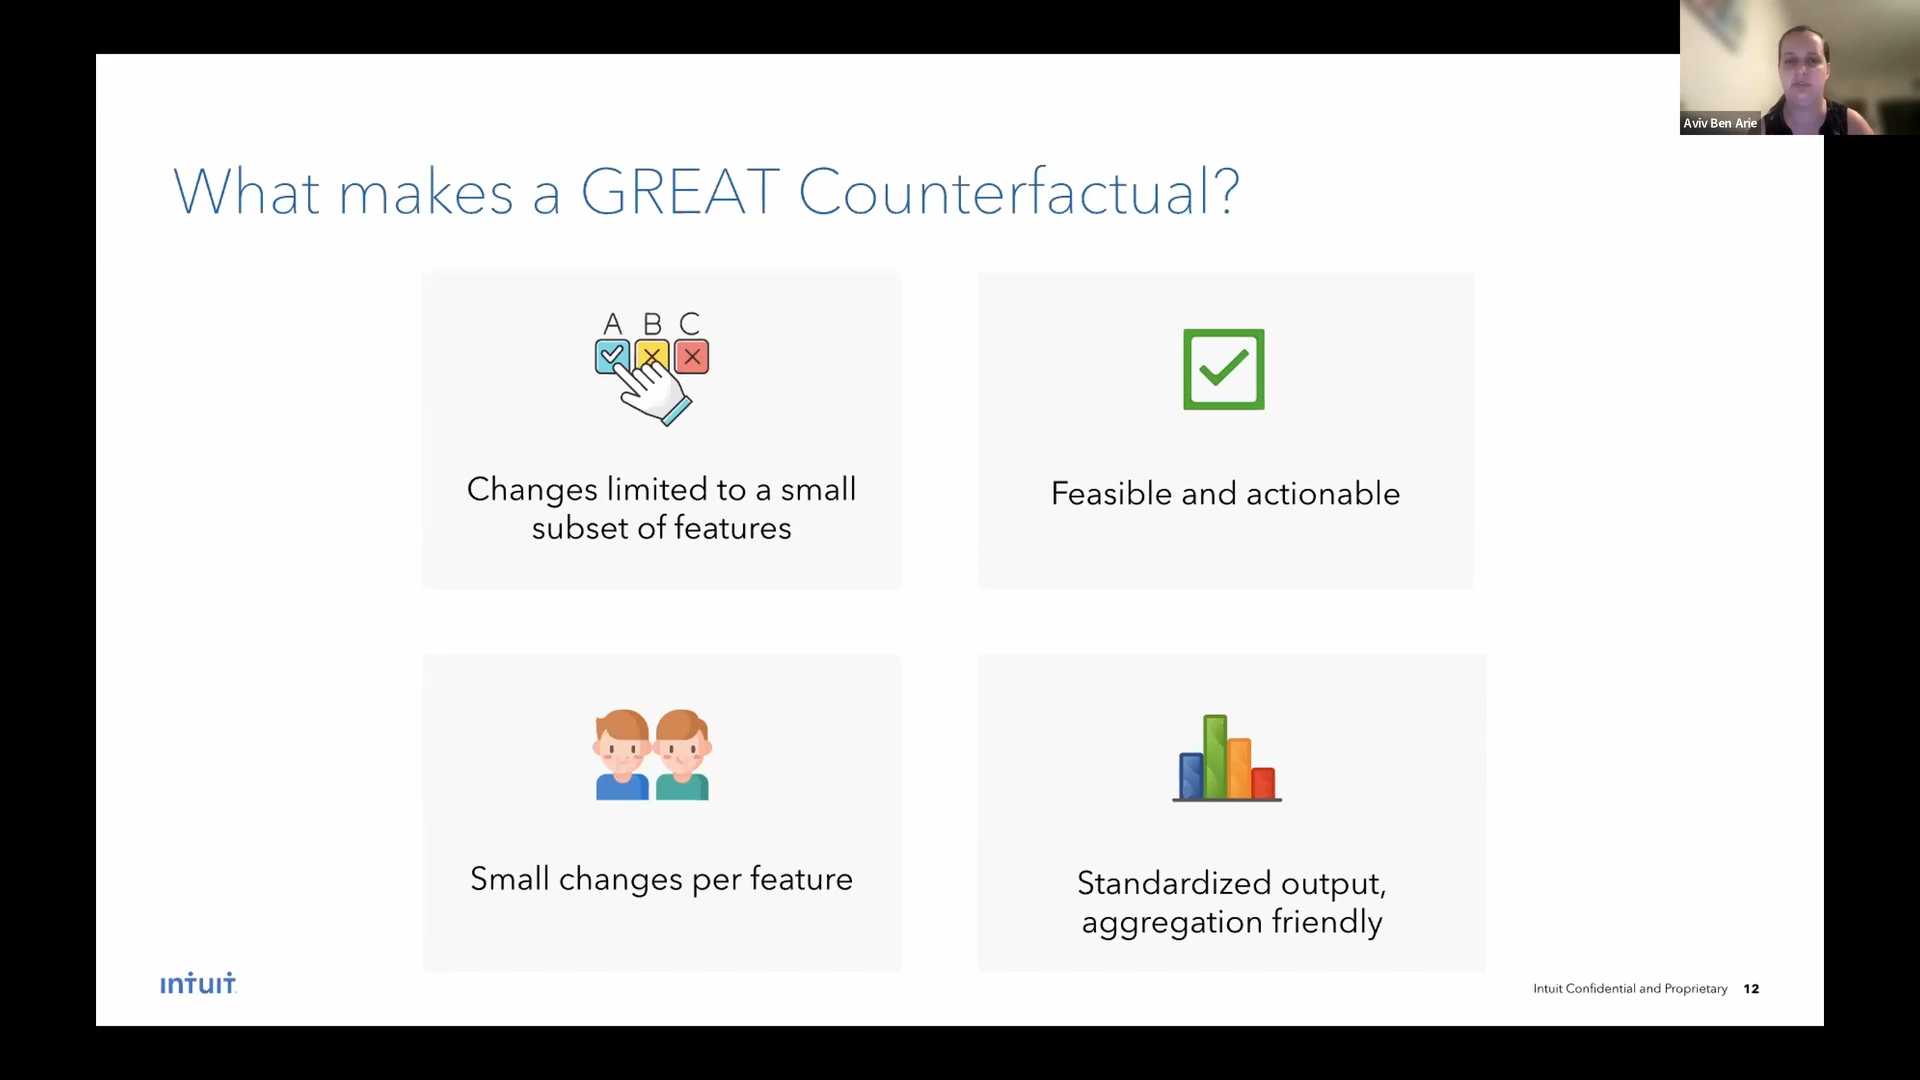 Aviv Ben Arie
What makes a GREAT Counterfactual?
A B C
Changes limited to a small
subset of features
Feasible and actionable
Small changes per feature
Standardized output,
aggregation friendly
intuit
Intuit Confidential and Proprietary 12